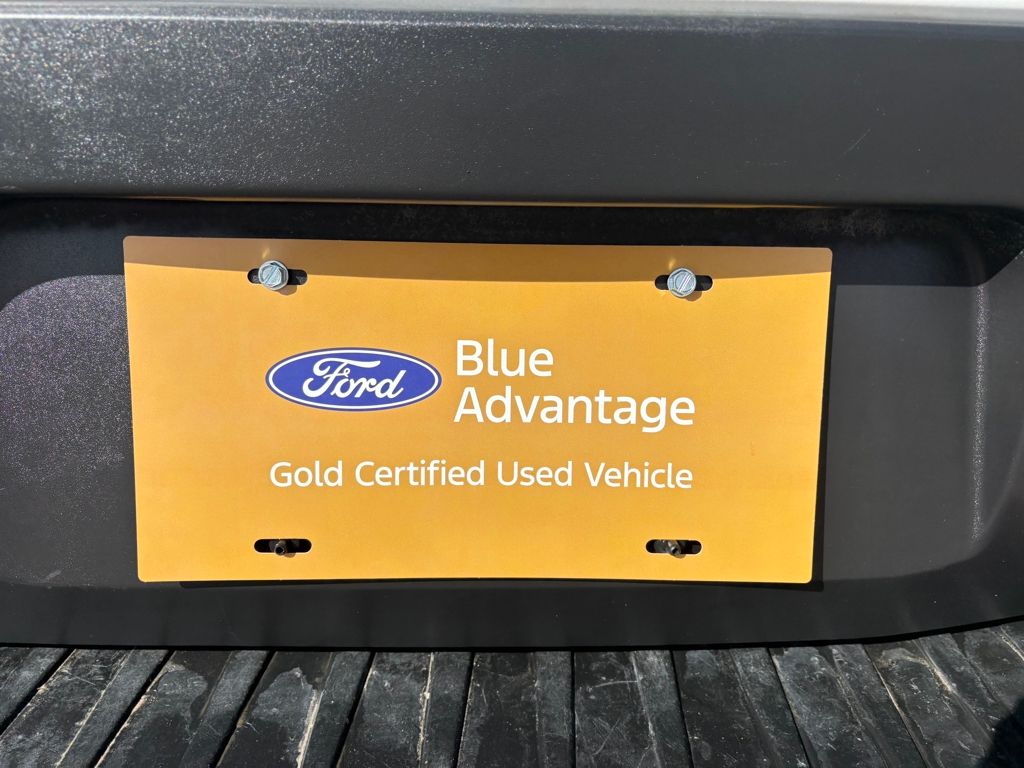 Ford
Blue
Advantage
Gold Certified Used Vehicle